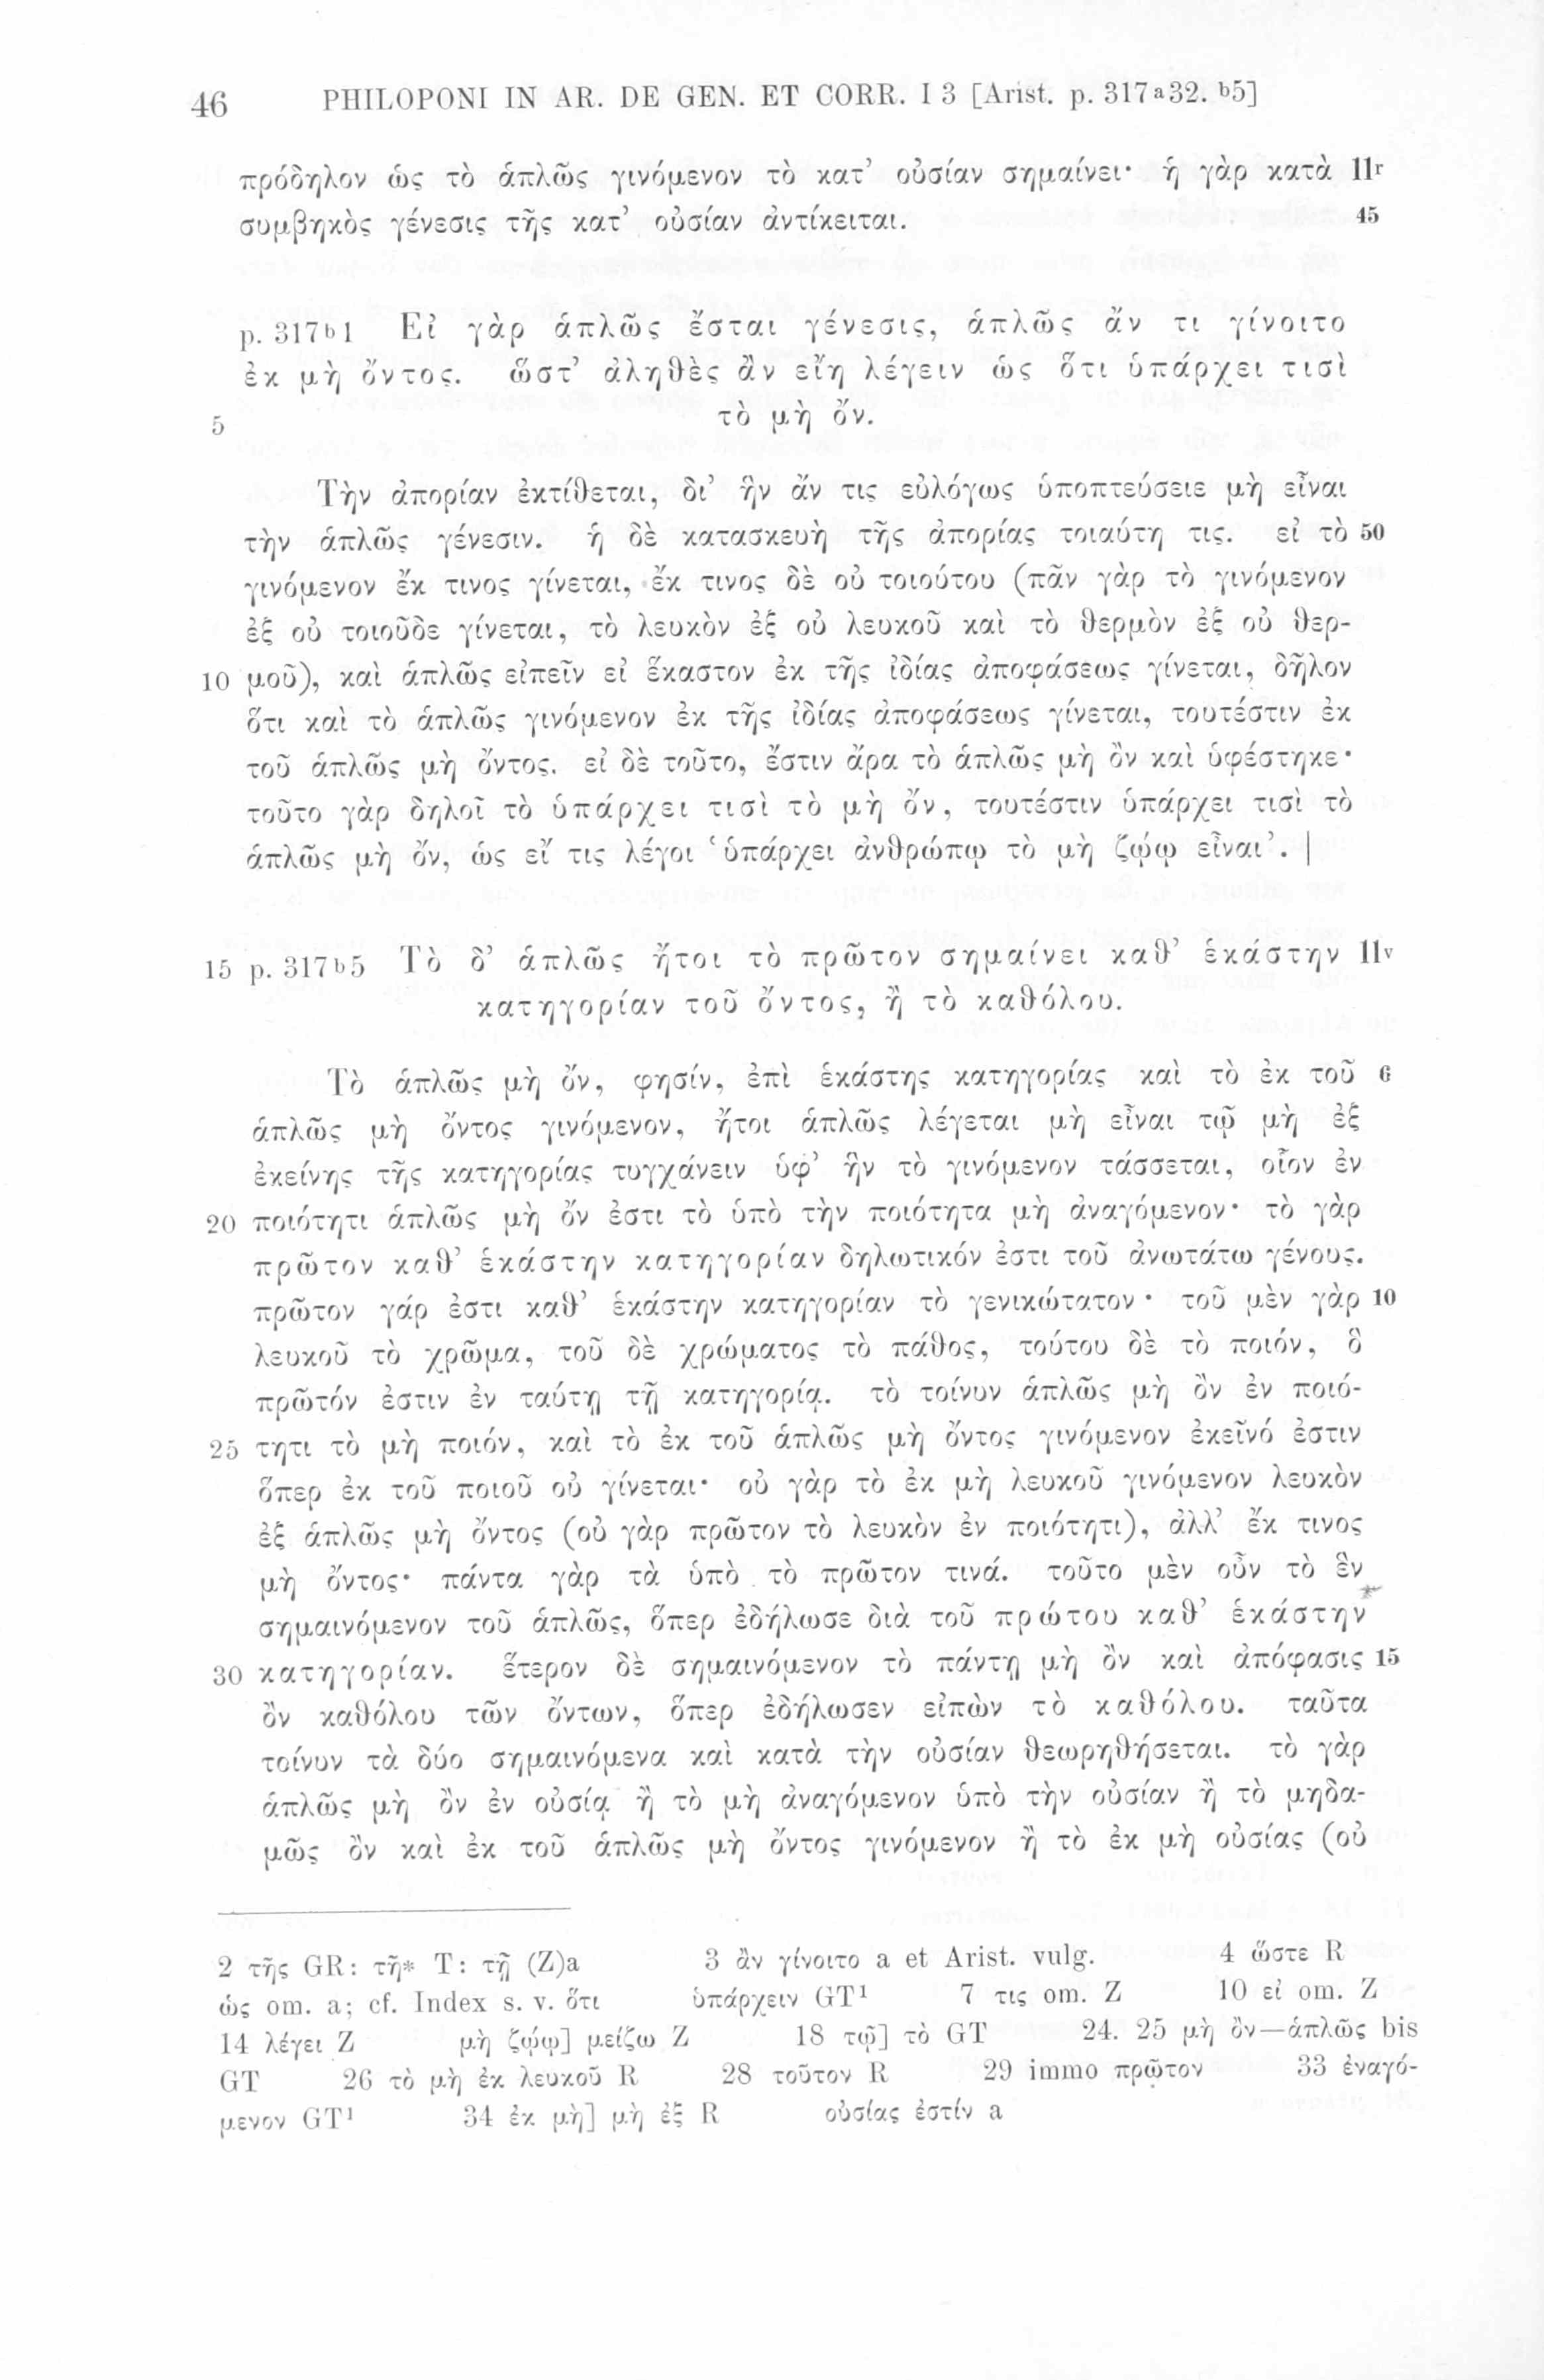 46 PHILOPONI IN AR. DE GEN. ET CORR. I 3 [Arist. p. 317ᵃ32. ᵇ5]
πρόδηλον ὡς τὸ ἁπλῶς γινόμενον τὸ κατ’ οὐσίαν σημαίνει· ἡ γὰρ κατὰ 11ʳ
συμβηκὸς γένεσις τῆς κατ’ οὐσίαν ἀντίκειται. 45
p. 317ᵇ1 Εἰ γὰρ ἁπλῶς ἔσται γένεσις, ἁπλῶς ἄν τι γίνοιτο
ἐκ μὴ ὄντος. ὥστ’ ἀληθὲς ἂν εἴη λέγειν ὡς ὅτι ὑπάρχει τισὶ
5 τὸ μὴ ὄν.
Τὴν ἀπορίαν ἐκτίθεται, δι’ ἣν ἄν τις εὐλόγως ὑποπτεύσειε μὴ εἶναι
τὴν ἁπλῶς γένεσιν. ἡ δὲ κατασκευὴ τῆς ἀπορίας τοιαύτη τις. εἰ τὸ 50
γινόμενον ἔκ τινος γίνεται, ἔκ τινος δὲ οὐ τοιούτου (πᾶν γὰρ τὸ γινόμενον
ἐξ οὐ τοιοῦδε γίνεται, τὸ λευκὸν ἐξ οὐ λευκοῦ καὶ τὸ θερμὸν ἐξ οὐ θερ-
10 μοῦ), καὶ ἁπλῶς εἰπεῖν εἰ ἕκαστον ἐκ τῆς ἰδίας ἀποφάσεως γίνεται, δῆλον
ὅτι καὶ τὸ ἁπλῶς γινόμενον ἐκ τῆς ἰδίας ἀποφάσεως γίνεται, τουτέστιν ἐκ
τοῦ ἁπλῶς μὴ ὄντος. εἰ δὲ τοῦτο, ἔστιν ἄρα τὸ ἁπλῶς μὴ ὂν καὶ ὑφέστηκε·
τοῦτο γὰρ δηλοῖ τὸ ὑπάρχει τισὶ τὸ μὴ ὄν, τουτέστιν ὑπάρχει τισὶ τὸ
ἁπλῶς μὴ ὄν, ὡς εἴ τις λέγοι ‘ὑπάρχει ἀνθρώπῳ τὸ μὴ ζῴῳ εἶναι’. |
15 p. 317ᵇ5 Τὸ δ’ ἁπλῶς ἤτοι τὸ πρῶτον σημαίνει καθ’ ἑκάστην 11ᵛ
κατηγορίαν τοῦ ὄντος, ἢ τὸ καθόλου.
Τὸ ἁπλῶς μὴ ὄν, φησίν, ἐπὶ ἑκάστης κατηγορίας καὶ τὸ ἐκ τοῦ 6
ἁπλῶς μὴ ὄντος γινόμενον, ἤτοι ἁπλῶς λέγεται μὴ εἶναι τῷ μὴ ἐξ
ἐκείνης τῆς κατηγορίας τυγχάνειν ὑφ’ ἣν τὸ γινόμενον τάσσεται, οἷον ἐν
20 ποιότητι ἁπλῶς μὴ ὄν ἐστι τὸ ὑπὸ τὴν ποιότητα μὴ ἀναγόμενον· τὸ γὰρ
πρῶτον καθ’ ἑκάστην κατηγορίαν δηλωτικόν ἐστι τοῦ ἀνωτάτω γένους.
πρῶτον γάρ ἐστι καθ’ ἑκάστην κατηγορίαν τὸ γενικώτατον· τοῦ μὲν γὰρ 10
λευκοῦ τὸ χρῶμα, τοῦ δὲ χρώματος τὸ πάθος, τούτου δὲ τὸ ποιόν, ὃ
πρῶτόν ἐστιν ἐν ταύτῃ τῇ κατηγορίᾳ. τὸ τοίνυν ἁπλῶς μὴ ὂν ἐν ποιό-
25 τητι τὸ μὴ ποιόν, καὶ τὸ ἐκ τοῦ ἁπλῶς μὴ ὄντος γινόμενον ἐκεῖνό ἐστιν
ὅπερ ἐκ τοῦ ποιοῦ οὐ γίνεται· οὐ γὰρ τὸ ἐκ μὴ λευκοῦ γινόμενον λευκὸν
ἐξ ἁπλῶς μὴ ὄντος (οὐ γὰρ πρῶτον τὸ λευκὸν ἐν ποιότητι), ἀλλ’ ἔκ τινος
μὴ ὄντος· πάντα γὰρ τὰ ὑπὸ τὸ πρῶτον τινά. τοῦτο μὲν οὖν τὸ ἓν
σημαινόμενον τοῦ ἁπλῶς, ὅπερ ἐδήλωσε διὰ τοῦ πρώτου καθ’ ἑκάστην
30 κατηγορίαν. ἕτερον δὲ σημαινόμενον τὸ πάντῃ μὴ ὂν καὶ ἀπόφασις 15
ὂν καθόλου τῶν ὄντων, ὅπερ ἐδήλωσεν εἰπὼν τὸ καθόλου. ταῦτα
τοίνυν τὰ δύο σημαινόμενα καὶ κατὰ τὴν οὐσίαν θεωρηθήσεται. τὸ γὰρ
ἁπλῶς μὴ ὂν ἐν οὐσίᾳ ἢ τὸ μὴ ἀναγόμενον ὑπὸ τὴν οὐσίαν ἢ τὸ μηδα-
μῶς ὂν καὶ ἐκ τοῦ ἁπλῶς μὴ ὄντος γινόμενον ἢ τὸ ἐκ μὴ οὐσίας (οὐ
2 τῆς GR: τῆ* T: τῇ (Z)a 3 ἂν γίνοιτο a et Arist. vulg. 4 ὥστε R
ὡς om. a; cf. Index s. v. ὅτι ὑπάρχειν GT¹ 7 τις om. Z 10 εἰ om. Z
14 λέγει Z μὴ ζῴῳ] μείζω Z 18 τῷ] τὸ GT 24. 25 μὴ ὂν—ἁπλῶς bis
GT 26 τὸ μὴ ἐκ λευκοῦ R 28 τοῦτον R 29 immo πρῶτον 33 ἐναγό-
μενον GT¹ 34 ἐκ μὴ] μὴ ἐξ R οὐσίας ἐστίν a